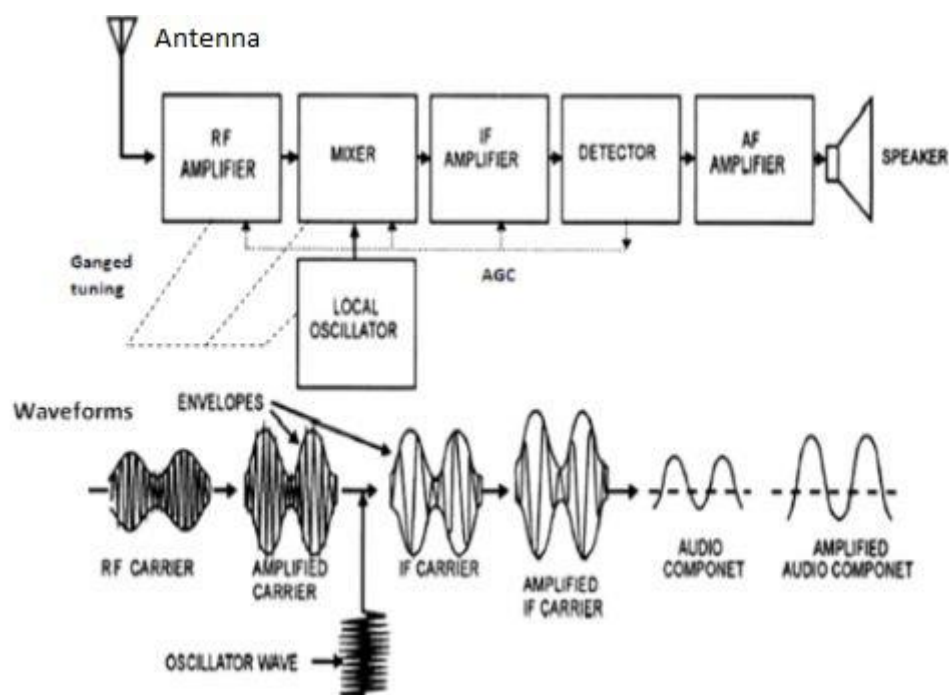 Antenna
RF
AMPLIFIER
MIXER
IF
AMPLIFIER
DETECTOR
AF
AMPLIFIER
SPEAKER
Ganged
tuning
AGC
LOCAL
OSCILLATOR
Waveforms
ENVELOPES
RF CARRIER
AMPLIFIED
CARRIER
IF CARRIER
AMPLIFIED
IF CARRIER
AUDIO
COMPONET
AMPLIFIED
AUDIO COMPONET
OSCILLATOR WAVE